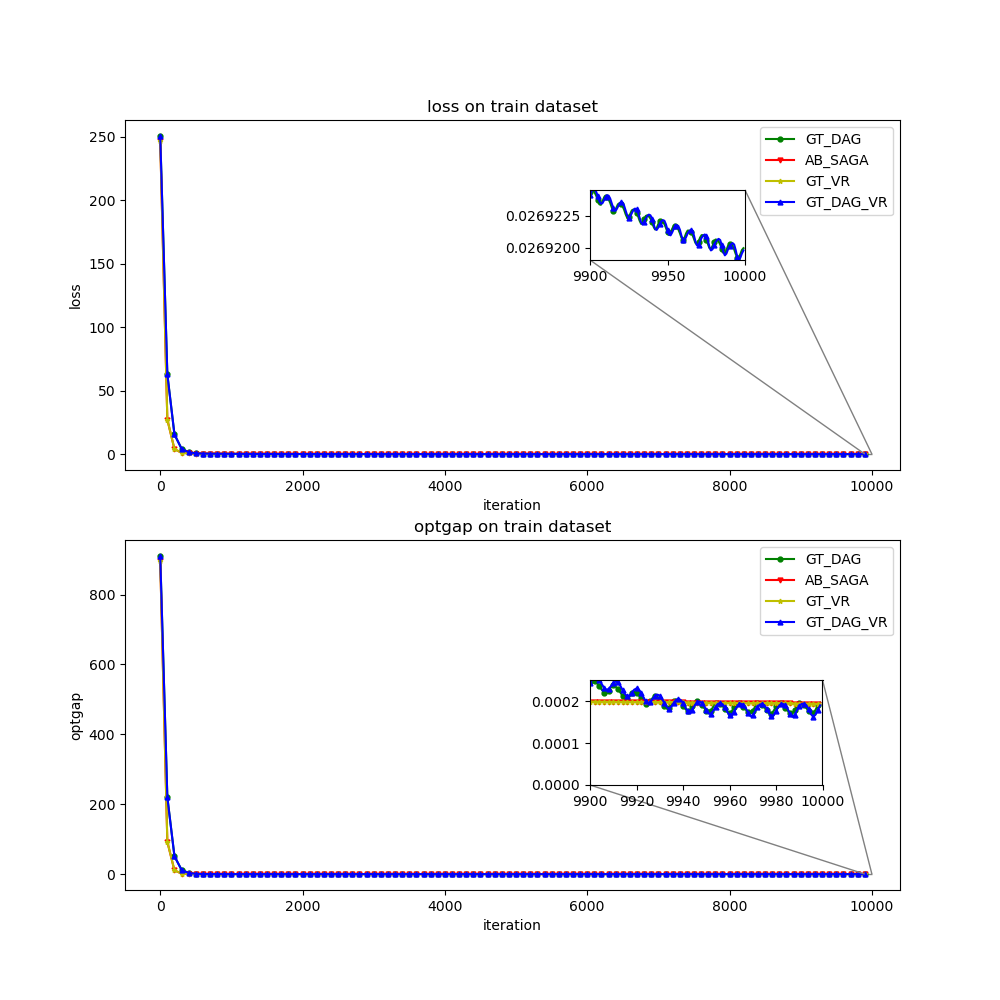 loss on train dataset
250
200
150
100
50
0
loss
GT_DAG
AB_SAGA
GT_VR
GT_DAG_VR
0.0269225
0.0269200
9900 9950 10000
0 2000 4000 6000 8000 10000
iteration
optgap on train dataset
800
600
400
200
0
optgap
GT_DAG
AB_SAGA
GT_VR
GT_DAG_VR
0.0002
0.0001
0.0000
9900 9920 9940 9960 9980 10000
0 2000 4000 6000 8000 10000
iteration